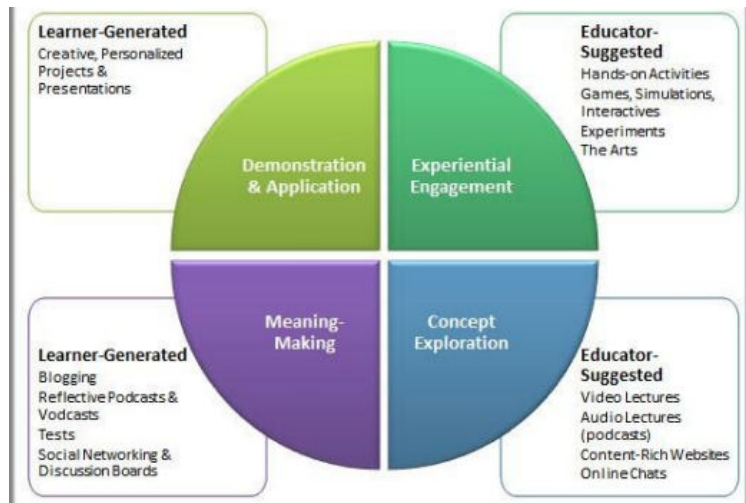 Learner-Generated
Creative, Personalized
Projects &
Presentations
Demonstration
& Application
Experiential
Engagement
Educator-
Suggested
Hands-on Activities
Games, Simulations,
Interactives
Experiments
The Arts
Meaning-
Making
Concept
Exploration
Learner-Generated
Blogging
Reflective Podcasts &
Vodcasts
Tests
Social Networking &
Discussion Boards
Educator-
Suggested
Video Lectures
Audio Lectures
(podcasts)
Content-Rich Websites
Online Chats